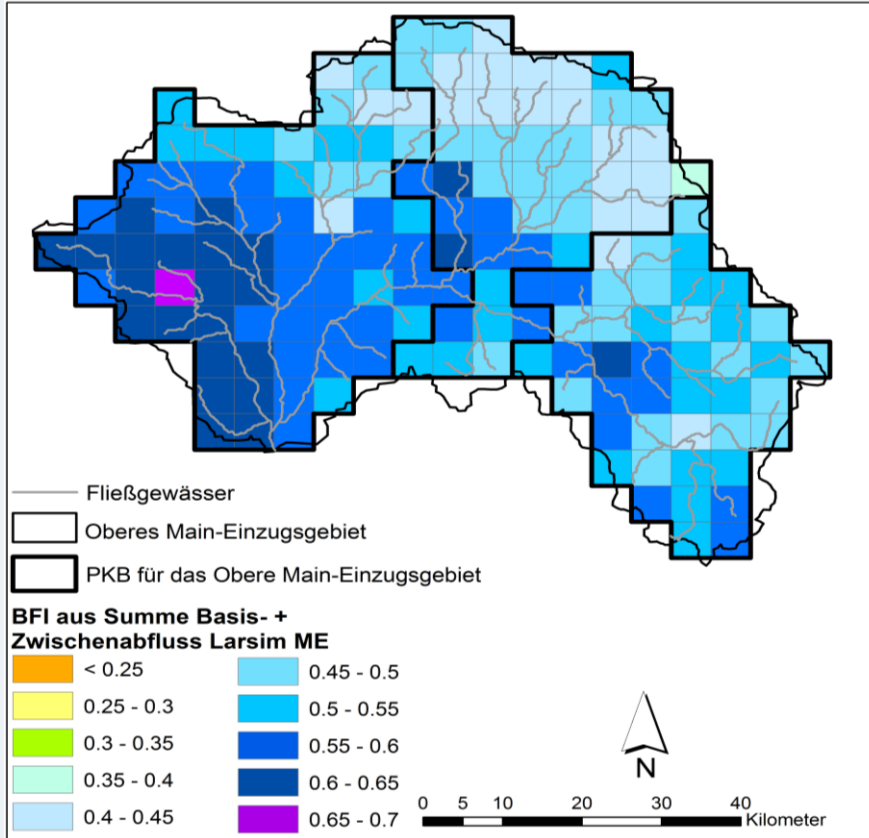 Fließgewässer
Oberes Main-Einzugsgebiet
PKB für das Obere Main-Einzugsgebiet
BFI aus Summe Basis- +
Zwischenabfluss Larsim ME
< 0.25
0.25 - 0.3
0.3 - 0.35
0.35 - 0.4
0.4 - 0.45
0.45 - 0.5
0.5 - 0.55
0.55 - 0.6
0.6 - 0.65
0.65 - 0.7
N
0 5 10 20 30 40
Kilometer